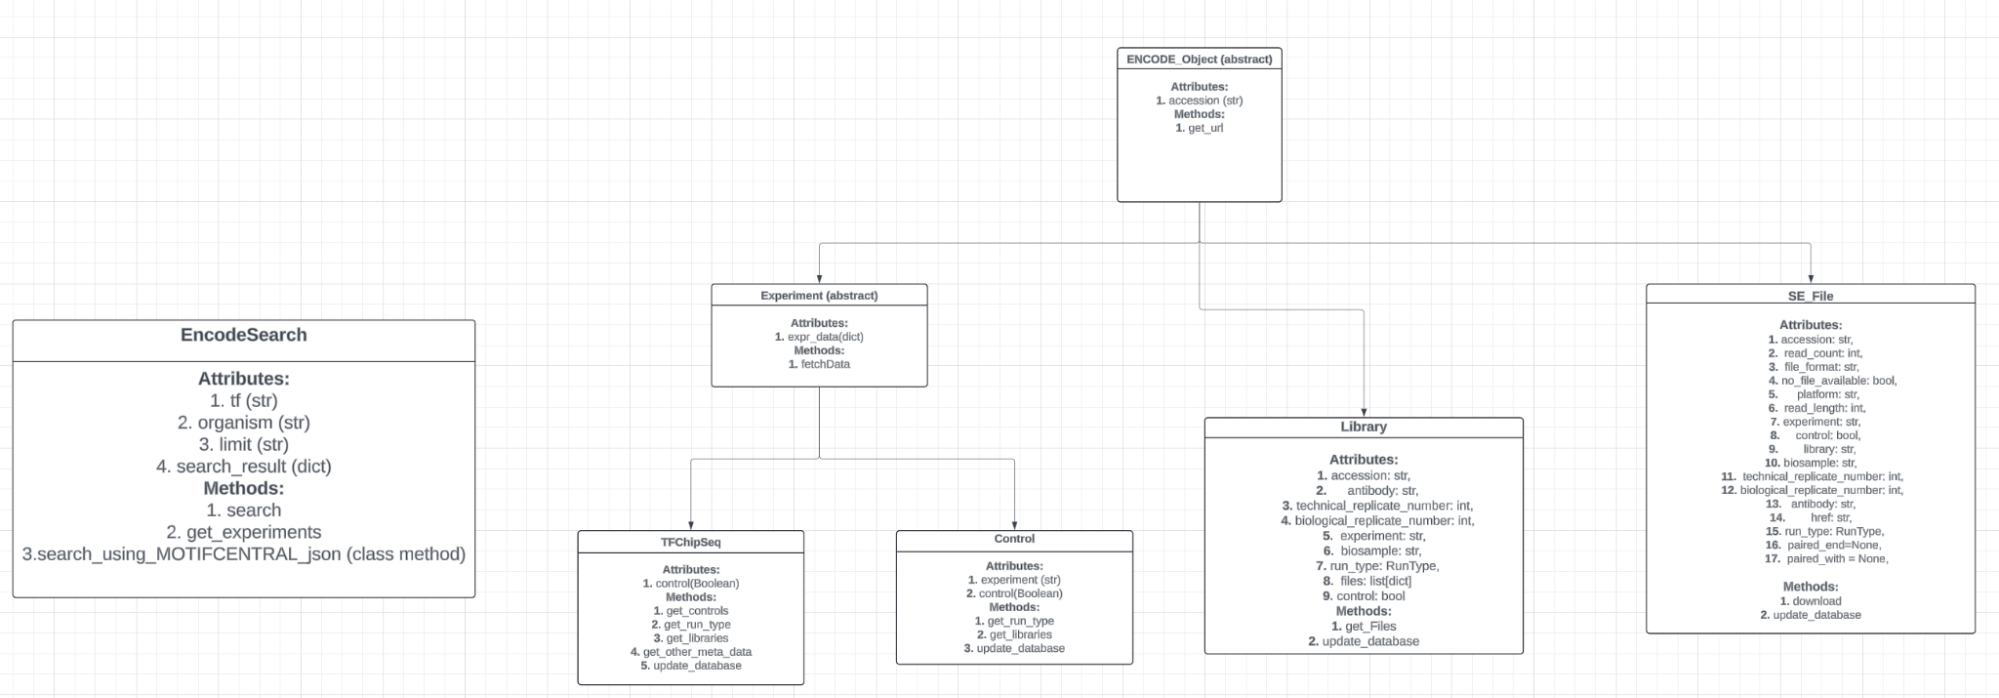 ENCODE_Object (abstract)
Attributes:
1. accession (str)
Methods:
1. get_url
Experiment (abstract)
Attributes:
1. expr_data(dict)
Methods:
1. fetchData
SE_File
Attributes:
1. accession: str,
2. read_count: int,
3. file_format: str,
4. no_file_available: bool,
5. platform: str,
6. read_length: int,
7. experiment: str,
8. control: bool,
9. library: str,
10. biosample: str,
11. technical_replicate_number: int,
12. biological_replicate_number: int,
13. antibody: str,
14. href: str,
15. run_type: RunType,
16. paired_end=None,
17. paired_with = None,
Methods:
1. download
2. update_database
EncodeSearch
Attributes:
1. tf (str)
2. organism (str)
3. limit (str)
4. search_result (dict)
Methods:
1. search
2. get_experiments
3.search_using_MOTIFCENTRAL_json (class method)
Library
Attributes:
1. accession: str,
2. antibody: str,
3. technical_replicate_number: int,
4. biological_replicate_number: int,
5. experiment: str,
6. biosample: str,
7. run_type: RunType,
8. files: list[dict]
9. control: bool
Methods:
1. get_Files
2. update_database
TFChipSeq
Attributes:
1. control(Boolean)
Methods:
1. get_controls
2. get_run_type
3. get_libraries
4. get_other_meta_data
5. update_database
Control
Attributes:
1. experiment (str)
2. control(Boolean)
Methods:
1. get_run_type
2. get_libraries
3. update_database